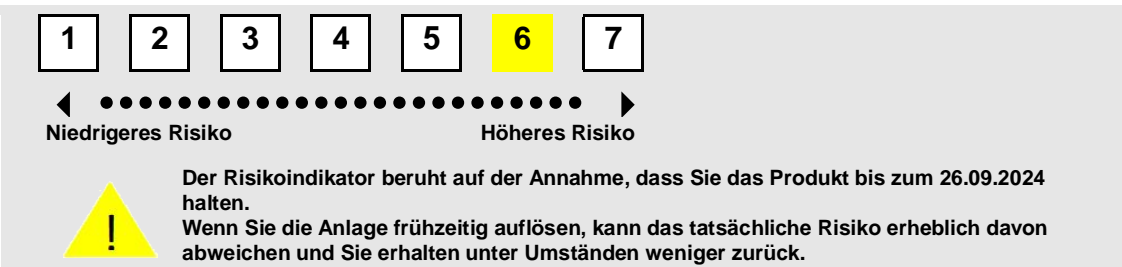 1 2 3 4 5 6 7
Niedrigeres Risiko Höheres Risiko
!
Der Risikoindikator beruht auf der Annahme, dass Sie das Produkt bis zum 26.09.2024
halten.
Wenn Sie die Anlage frühzeitig auflösen, kann das tatsächliche Risiko erheblich davon
abweichen und Sie erhalten unter Umständen weniger zurück.